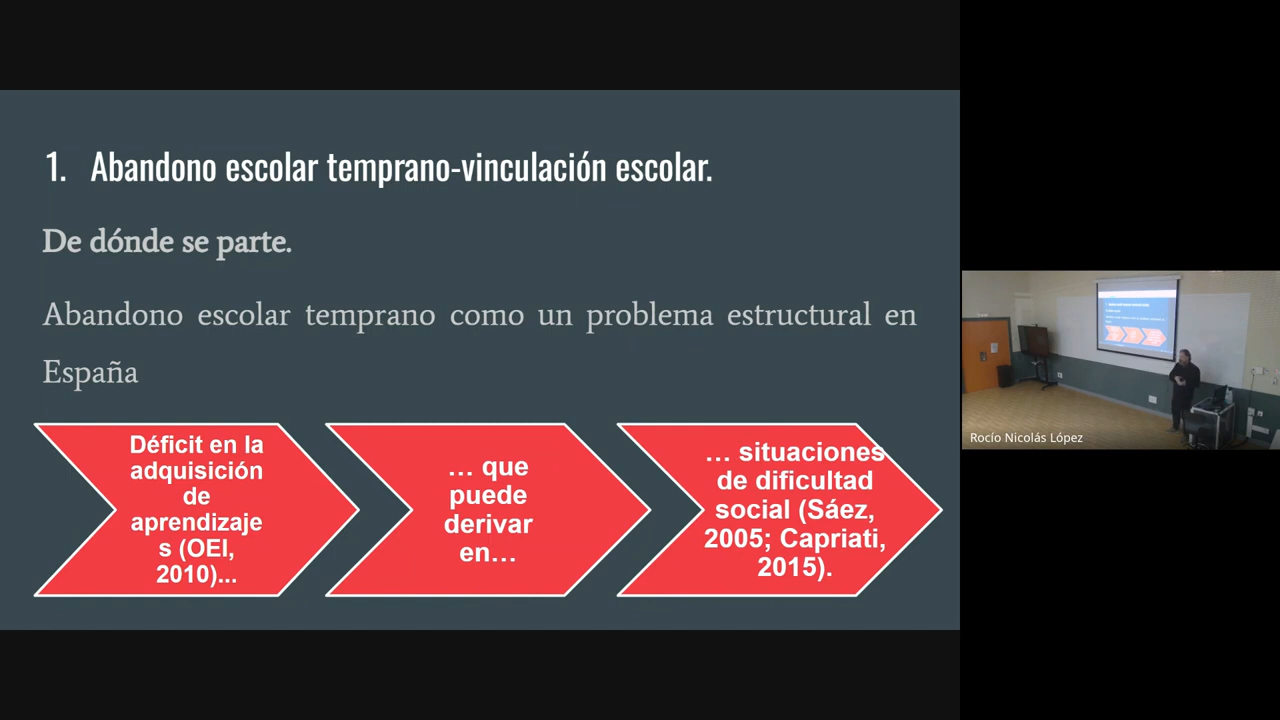 1. Abandono escolar temprano-vinculación escolar.
De dónde se parte.
Abandono escolar temprano como un problema estructural en
España
Déficit en la
adquisición
de
aprendizaje
s (OEI,
2010)...
… que
puede
derivar
en…
… situaciones
de dificultad
social (Sáez,
2005; Capriati,
2015).
Rocío Nicolás López